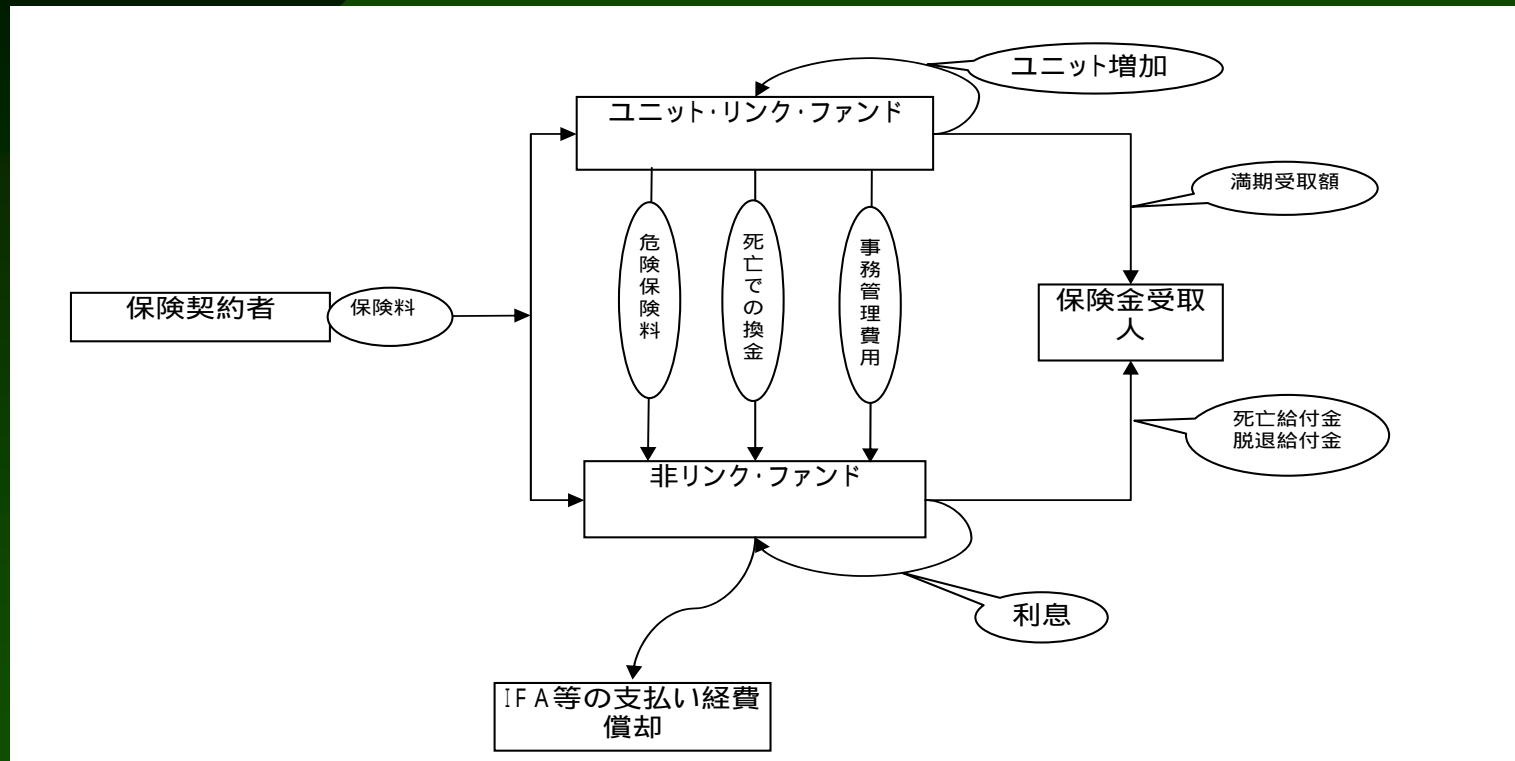 ユニット増加
ユニット・リンク・ファンド
満期受取額
危険保険料
死亡での換金
事務管理費用
保険契約者
保険料
保険金受取
人
死亡給付金
脱退給付金
非リンク・ファンド
利息
IFA等の支払い経費
償却